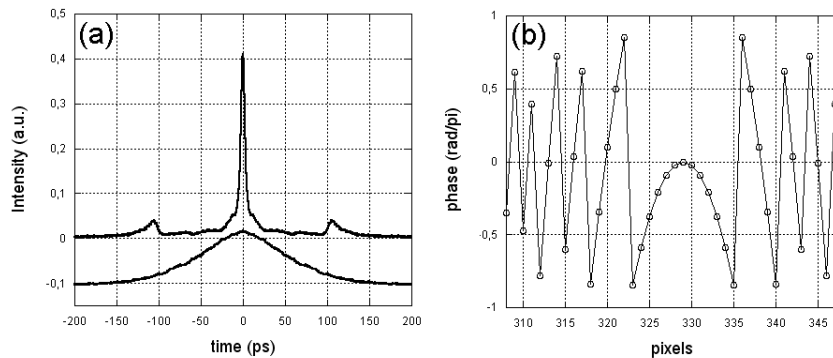 (a)
Intensity (a.u.)
0,5
0,4
0,3
0,2
0,1
0
-0,1
-200 -150 -100 -50 0 50 100 150 200
time (ps)
(b)
phase (rad/pi)
1
0,5
0
-0,5
-1
310 315 320 325 330 335 340 345
pixels